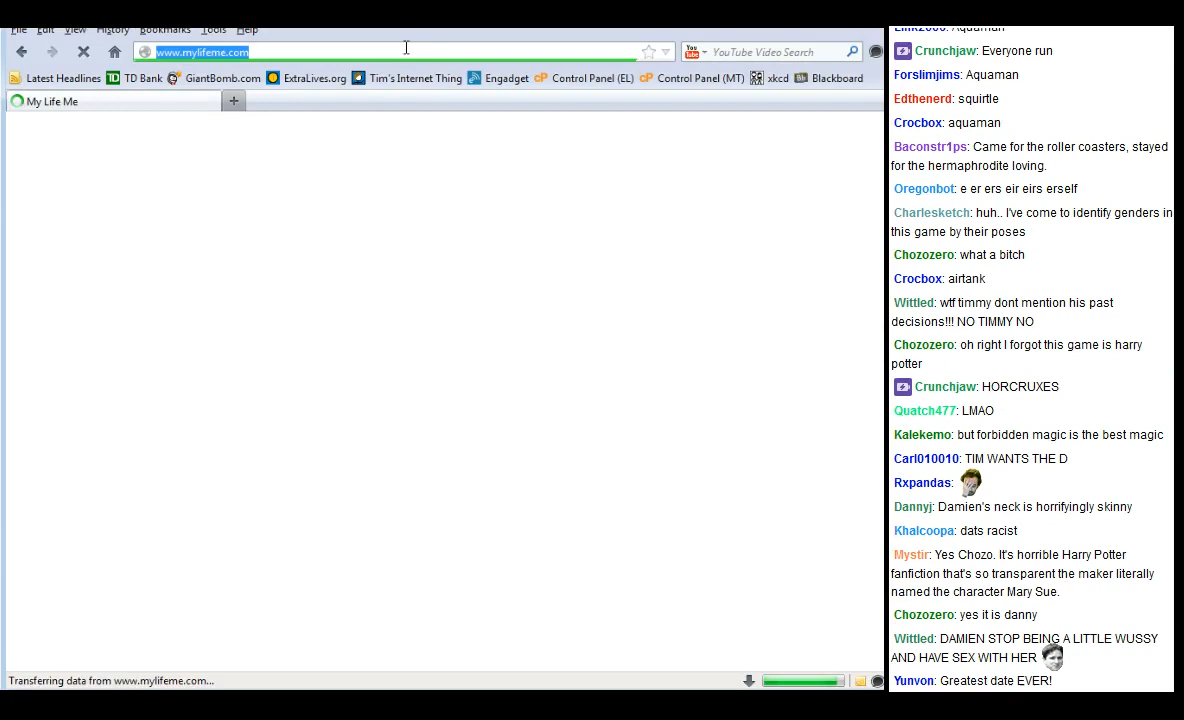 File Edit View History Bookmarks Tools Help
www.mylifeme.com
You Tube YouTube Video Search
Latest Headlines TD Bank GiantBomb.com ExtraLives.org Tim's Internet Thing Engadget cP Control Panel (EL) cP Control Panel (MT) xkcd Bb Blackboard
My Life Me
Transferring data from www.mylifeme.com...
Crunchjaw: Everyone run
Forslimjims: Aquaman
Edthenerd: squirtle
Crocbox: aquaman
Baconstr1ps: Came for the roller coasters, stayed
for the hermaphrodite loving.
Oregonbot: e er ers eir eirs erself
Charlesketch: huh.. I've come to identify genders in
this game by their poses
Chozozero: what a bitch
Crocbox: airtank
Wittled: wtf timmy dont mention his past
decisions!!! NO TIMMY NO
Chozozero: oh right I forgot this game is harry
potter
Crunchjaw: HORCRUXES
Quatch477: LMAO
Kalekemo: but forbidden magic is the best magic
Carl010010: TIM WANTS THE D
Rxpandas:
Dannyj: Damien's neck is horrifyingly skinny
Khalcoopa: dats racist
Mystir: Yes Chozo. It's horrible Harry Potter
fanfiction that's so transparent the maker literally
named the character Mary Sue.
Chozozero: yes it is danny
Wittled: DAMIEN STOP BEING A LITTLE WUSSY
AND HAVE SEX WITH HER
Yunvon: Greatest date EVER!